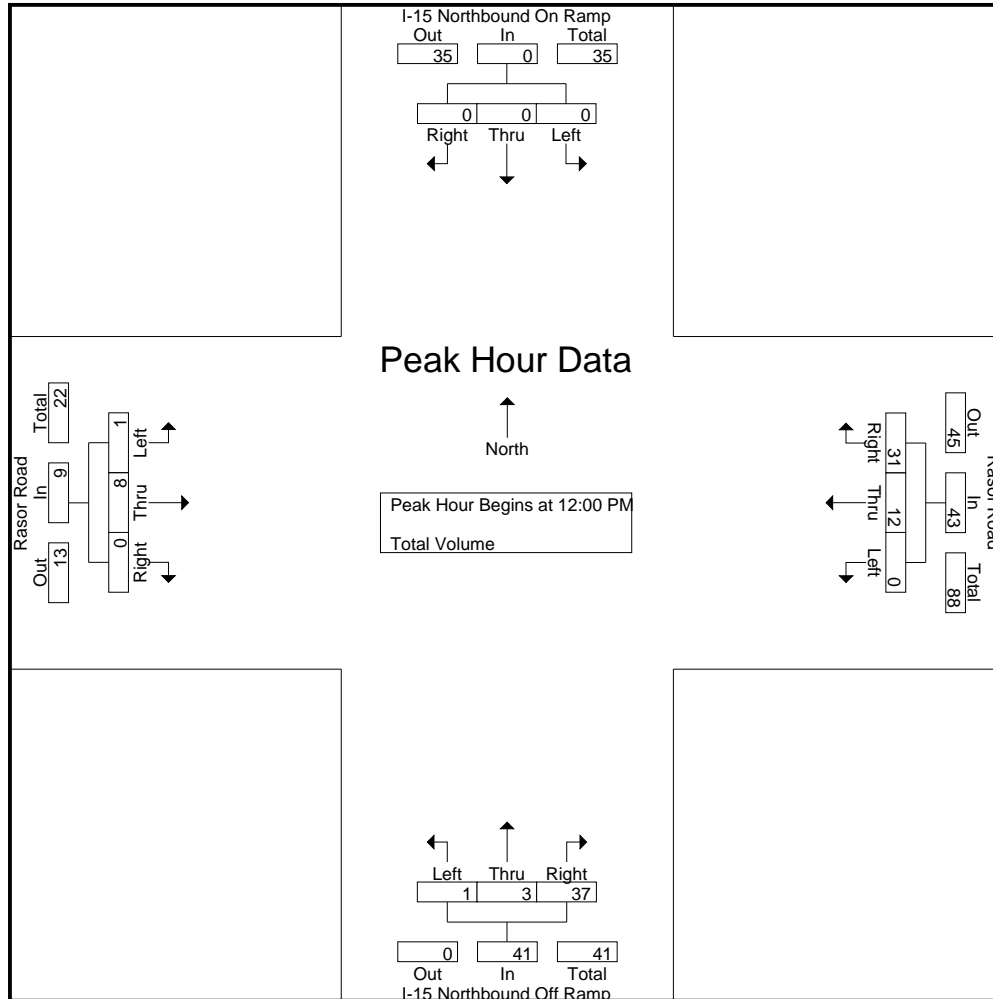 I-15 Northbound On Ramp
Out In Total
35 0 35
0 0 0
Right Thru Left
Peak Hour Data
North
Peak Hour Begins at 12:00 PM
Total Volume
Rasor Road
Out In Total
13 9 22
Left Thru Right
1 8 0
Rasor Road
Out In Total
45 43 88
Right Thru Left
31 12 0
Left Thru Right
1 3 37
0 41 41
Out In Total
I-15 Northbound Off Ramp